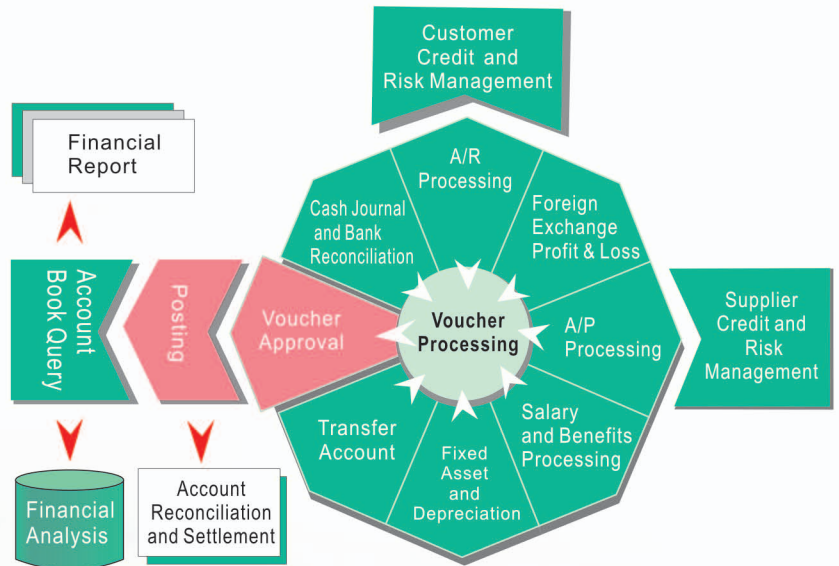 Customer
Credit and
Risk Management
Financial
Report
A/R
Processing
Cash Journal
and Bank
Reconciliation
Foreign
Exchange
Profit & Loss
Account
Book Query
Posting
Voucher
Approval
Voucher
Processing
A/P
Processing
Supplier
Credit and
Risk
Management
Transfer
Account
Fixed
Asset
and
Depreciation
Salary
and Benefits
Processing
Financial
Analysis
Account
Reconciliation
and Settlement